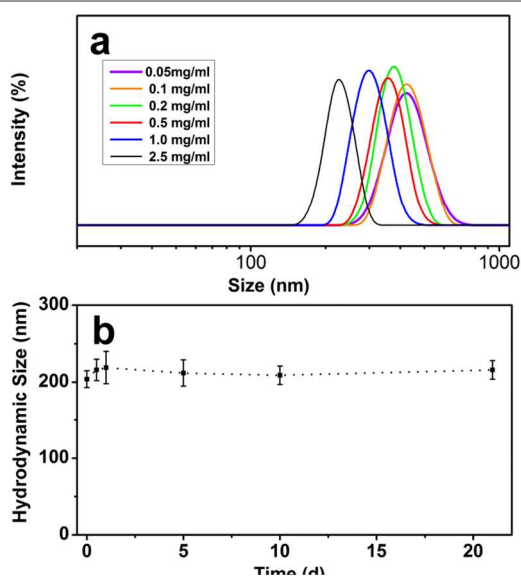 a
Intensity (%)
0.05mg/ml
0.1 mg/ml
0.2 mg/ml
0.5 mg/ml
1.0 mg/ml
2.5 mg/ml
100
1000
Size (nm)
b
Hydrodynamic Size (nm)
300
200
100
0
0
5
10
15
20
Time (d)